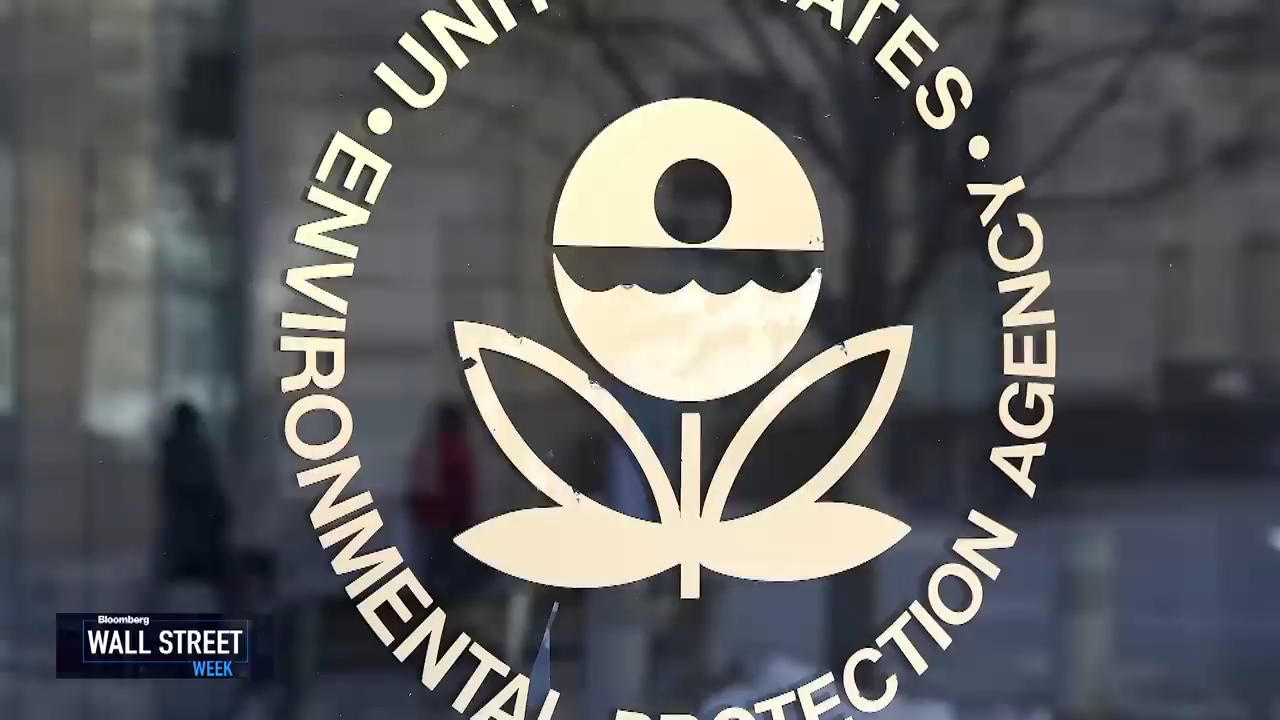 • ENVIRONMENTAL PROTECTION AGENCY •
Bloomberg
WALL STREET
WEEK